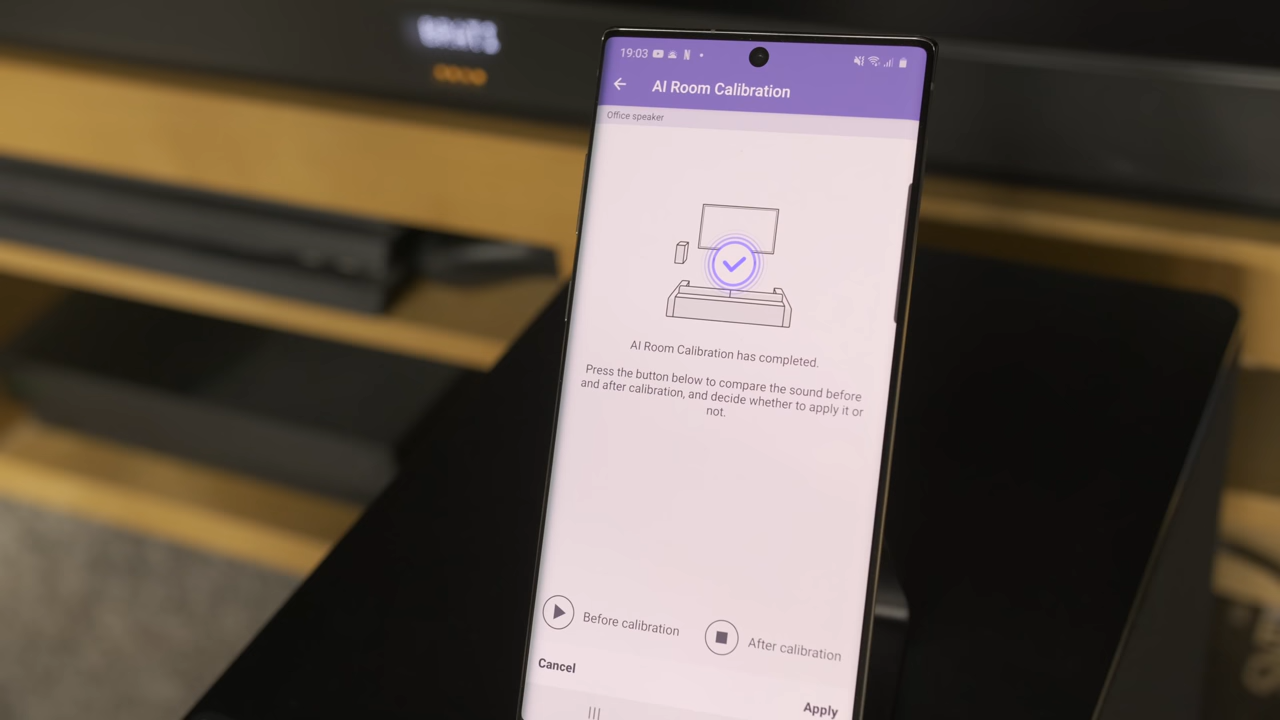 19:03
AI Room Calibration
Office speaker
AI Room Calibration has completed.
Press the button below to compare the sound before
and after calibration, and decide whether to apply it or
not.
Before calibration
After calibration
Cancel
Apply